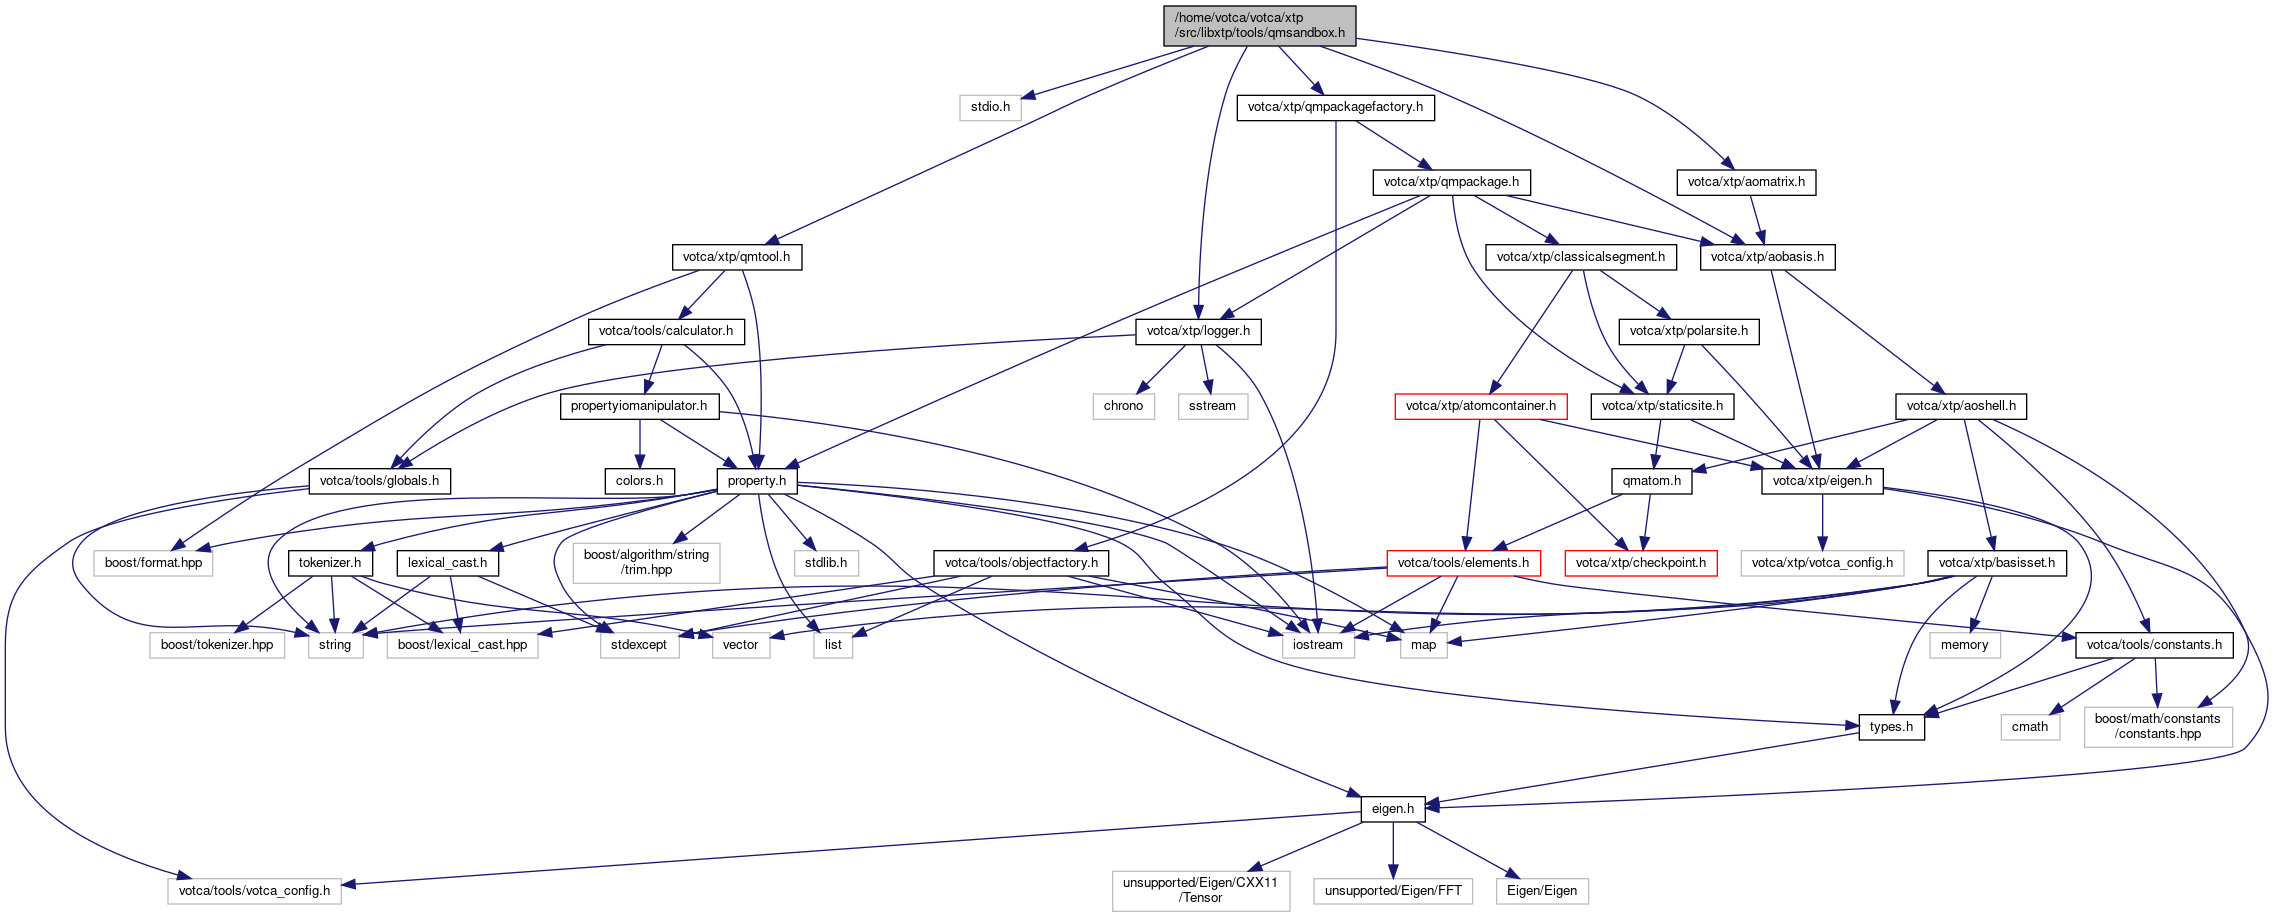 /home/votca/votca/xtp
/src/libxtp/tools/qmsandbox.h
stdio.h
votca/xtp/qmpackagefactory.h
votca/xtp/qmpackage.h
votca/xtp/aomatrix.h
votca/xtp/qmtool.h
votca/xtp/classicalsegment.h
votca/xtp/aobasis.h
votca/tools/calculator.h
votca/xtp/logger.h
votca/xtp/polarsite.h
propertyiomanipulator.h
chrono
sstream
votca/xtp/atomcontainer.h
votca/xtp/staticsite.h
votca/xtp/aoshell.h
votca/tools/globals.h
colors.h
property.h
qmatom.h
votca/xtp/eigen.h
boost/format.hpp
tokenizer.h
lexical_cast.h
boost/algorithm/string
/trim.hpp
stdlib.h
votca/tools/objectfactory.h
votca/tools/elements.h
votca/xtp/checkpoint.h
votca/xtp/votca_config.h
votca/xtp/basisset.h
boost/tokenizer.hpp
string
boost/lexical_cast.hpp
stdexcept
vector
list
iostream
map
memory
votca/tools/constants.h
types.h
cmath
boost/math/constants
/constants.hpp
eigen.h
votca/tools/votca_config.h
unsupported/Eigen/CXX11
/Tensor
unsupported/Eigen/FFT
Eigen/Eigen